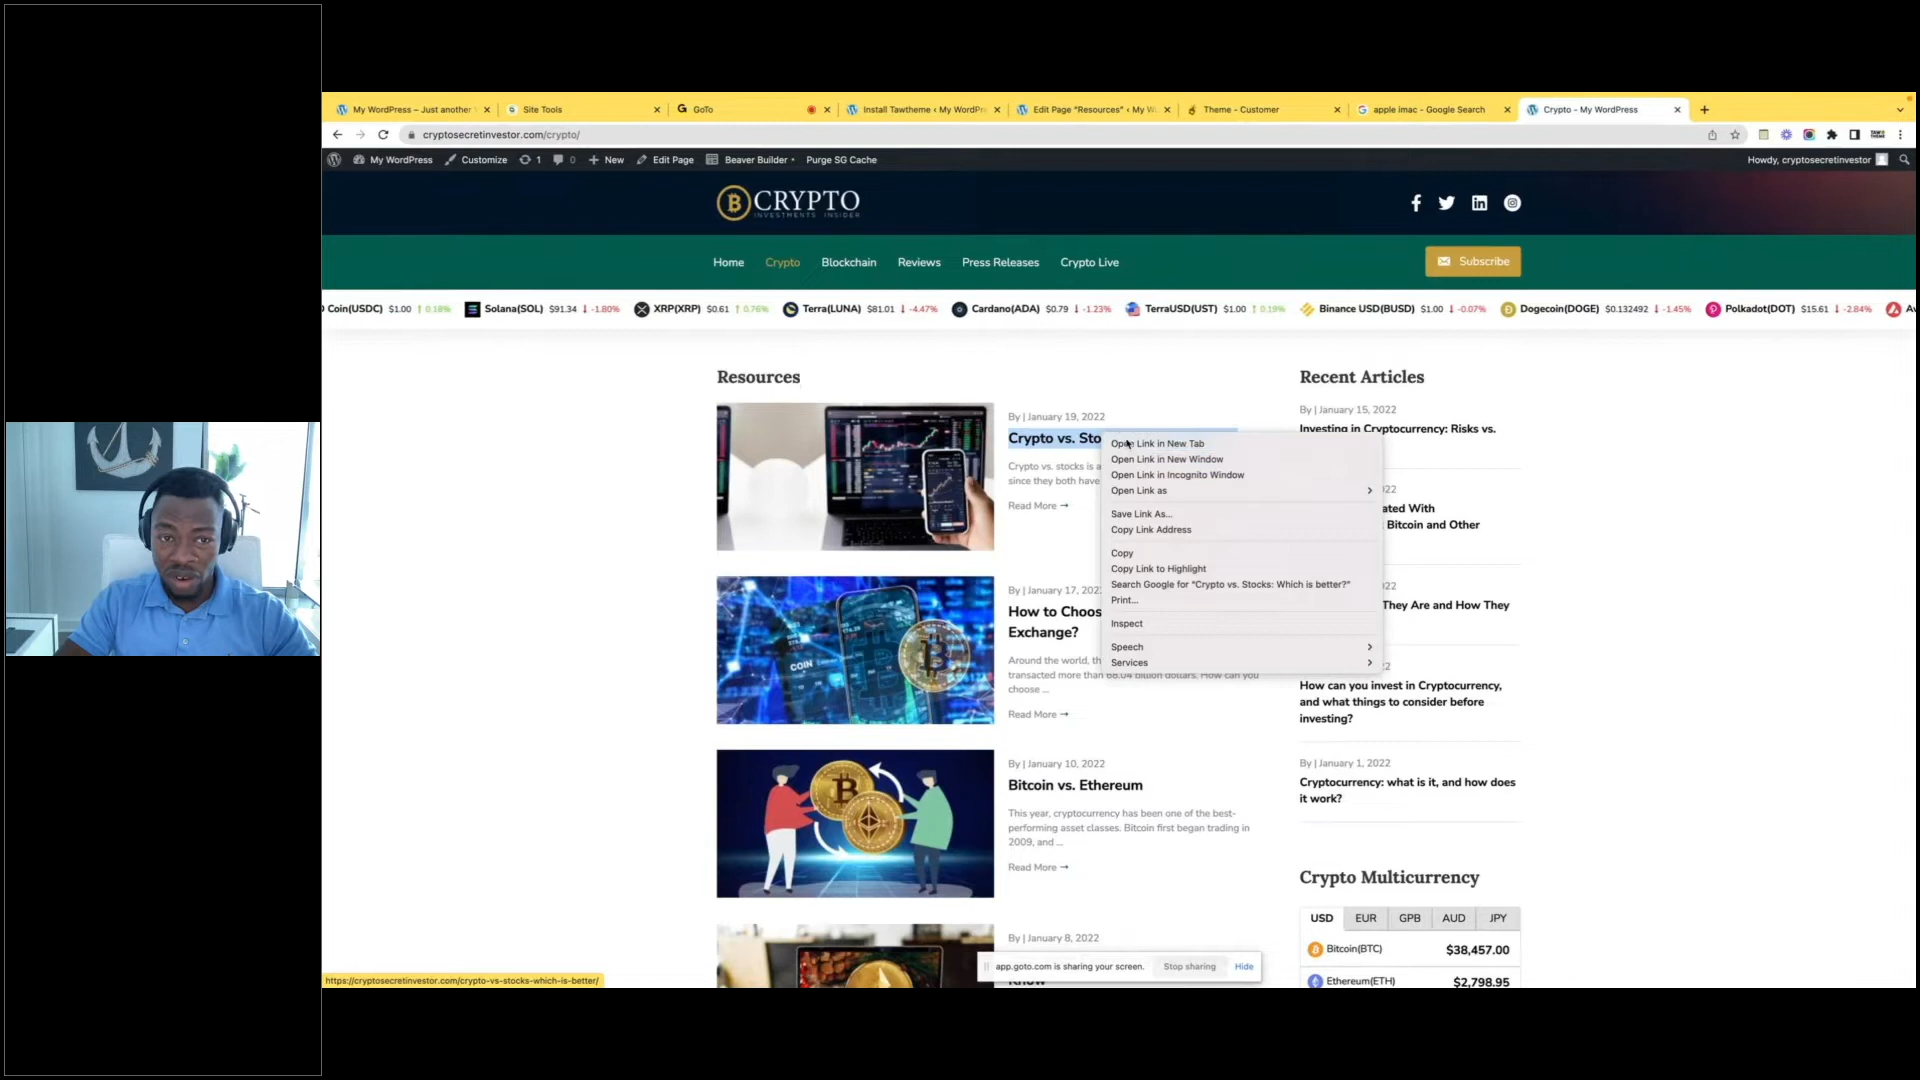 My WordPress – Just another
Site Tools
GoTo
Install Tawtheme ‹ My WordPr
Edit Page "Resources" ‹ My W
Theme - Customer
apple imac - Google Search
Crypto – My WordPress
cryptosecretinvestor.com/crypto/
My WordPress
Customize
1
0
New
Edit Page
Beaver Builder
Purge SG Cache
Howdy, cryptosecretinvestor
CRYPTO
INVESTMENTS INSIDER
Home
Crypto
Blockchain
Reviews
Press Releases
Crypto Live
Subscribe
Coin(USDC) $1.00 ↑ 0.18%
Solana(SOL) $91.34 ↓ -1.80%
XRP(XRP) $0.61 ↑ 0.76%
Terra(LUNA) $81.01 ↓ -4.47%
Cardano(ADA) $0.79 ↓ -1.23%
TerraUSD(UST) $1.00 ↑ 0.19%
Binance USD(BUSD) $1.00 ↓ -0.07%
Dogecoin(DOGE) $0.132492 ↓ -1.45%
Polkadot(DOT) $15.61 ↓ -2.84%
Av
Resources
By | January 19, 2022
Crypto vs. Sto
Crypto vs. stocks is a
since they both have
Read More →
Open Link in New Tab
Open Link in New Window
Open Link in Incognito Window
Open Link as
Save Link As...
Copy Link Address
Copy
Copy Link to Highlight
Search Google for "Crypto vs. Stocks: Which is better?"
Print...
Inspect
Speech
Services
By | January 17, 202
How to Choos
Exchange?
Around the world, th
transacted more than 68.04 billion dollars. How can you
choose ...
Read More →
COIN
By | January 10, 2022
Bitcoin vs. Ethereum
This year, cryptocurrency has been one of the best-
performing asset classes. Bitcoin first began trading in
2009, and ...
Read More →
By | January 8, 2022
Know
Recent Articles
By | January 15, 2022
Investing in Cryptocurrency: Risks vs.
22
ated With
Bitcoin and Other
22
They Are and How They
2
How can you invest in Cryptocurrency,
and what things to consider before
investing?
By | January 1, 2022
Cryptocurrency: what is it, and how does
it work?
Crypto Multicurrency
USD
EUR
GPB
AUD
JPY
Bitcoin(BTC) $38,457.00
Ethereum(ETH) $2,798.95
app.goto.com is sharing your screen.
Stop sharing
Hide
https://cryptosecretinvestor.com/crypto-vs-stocks-which-is-better/